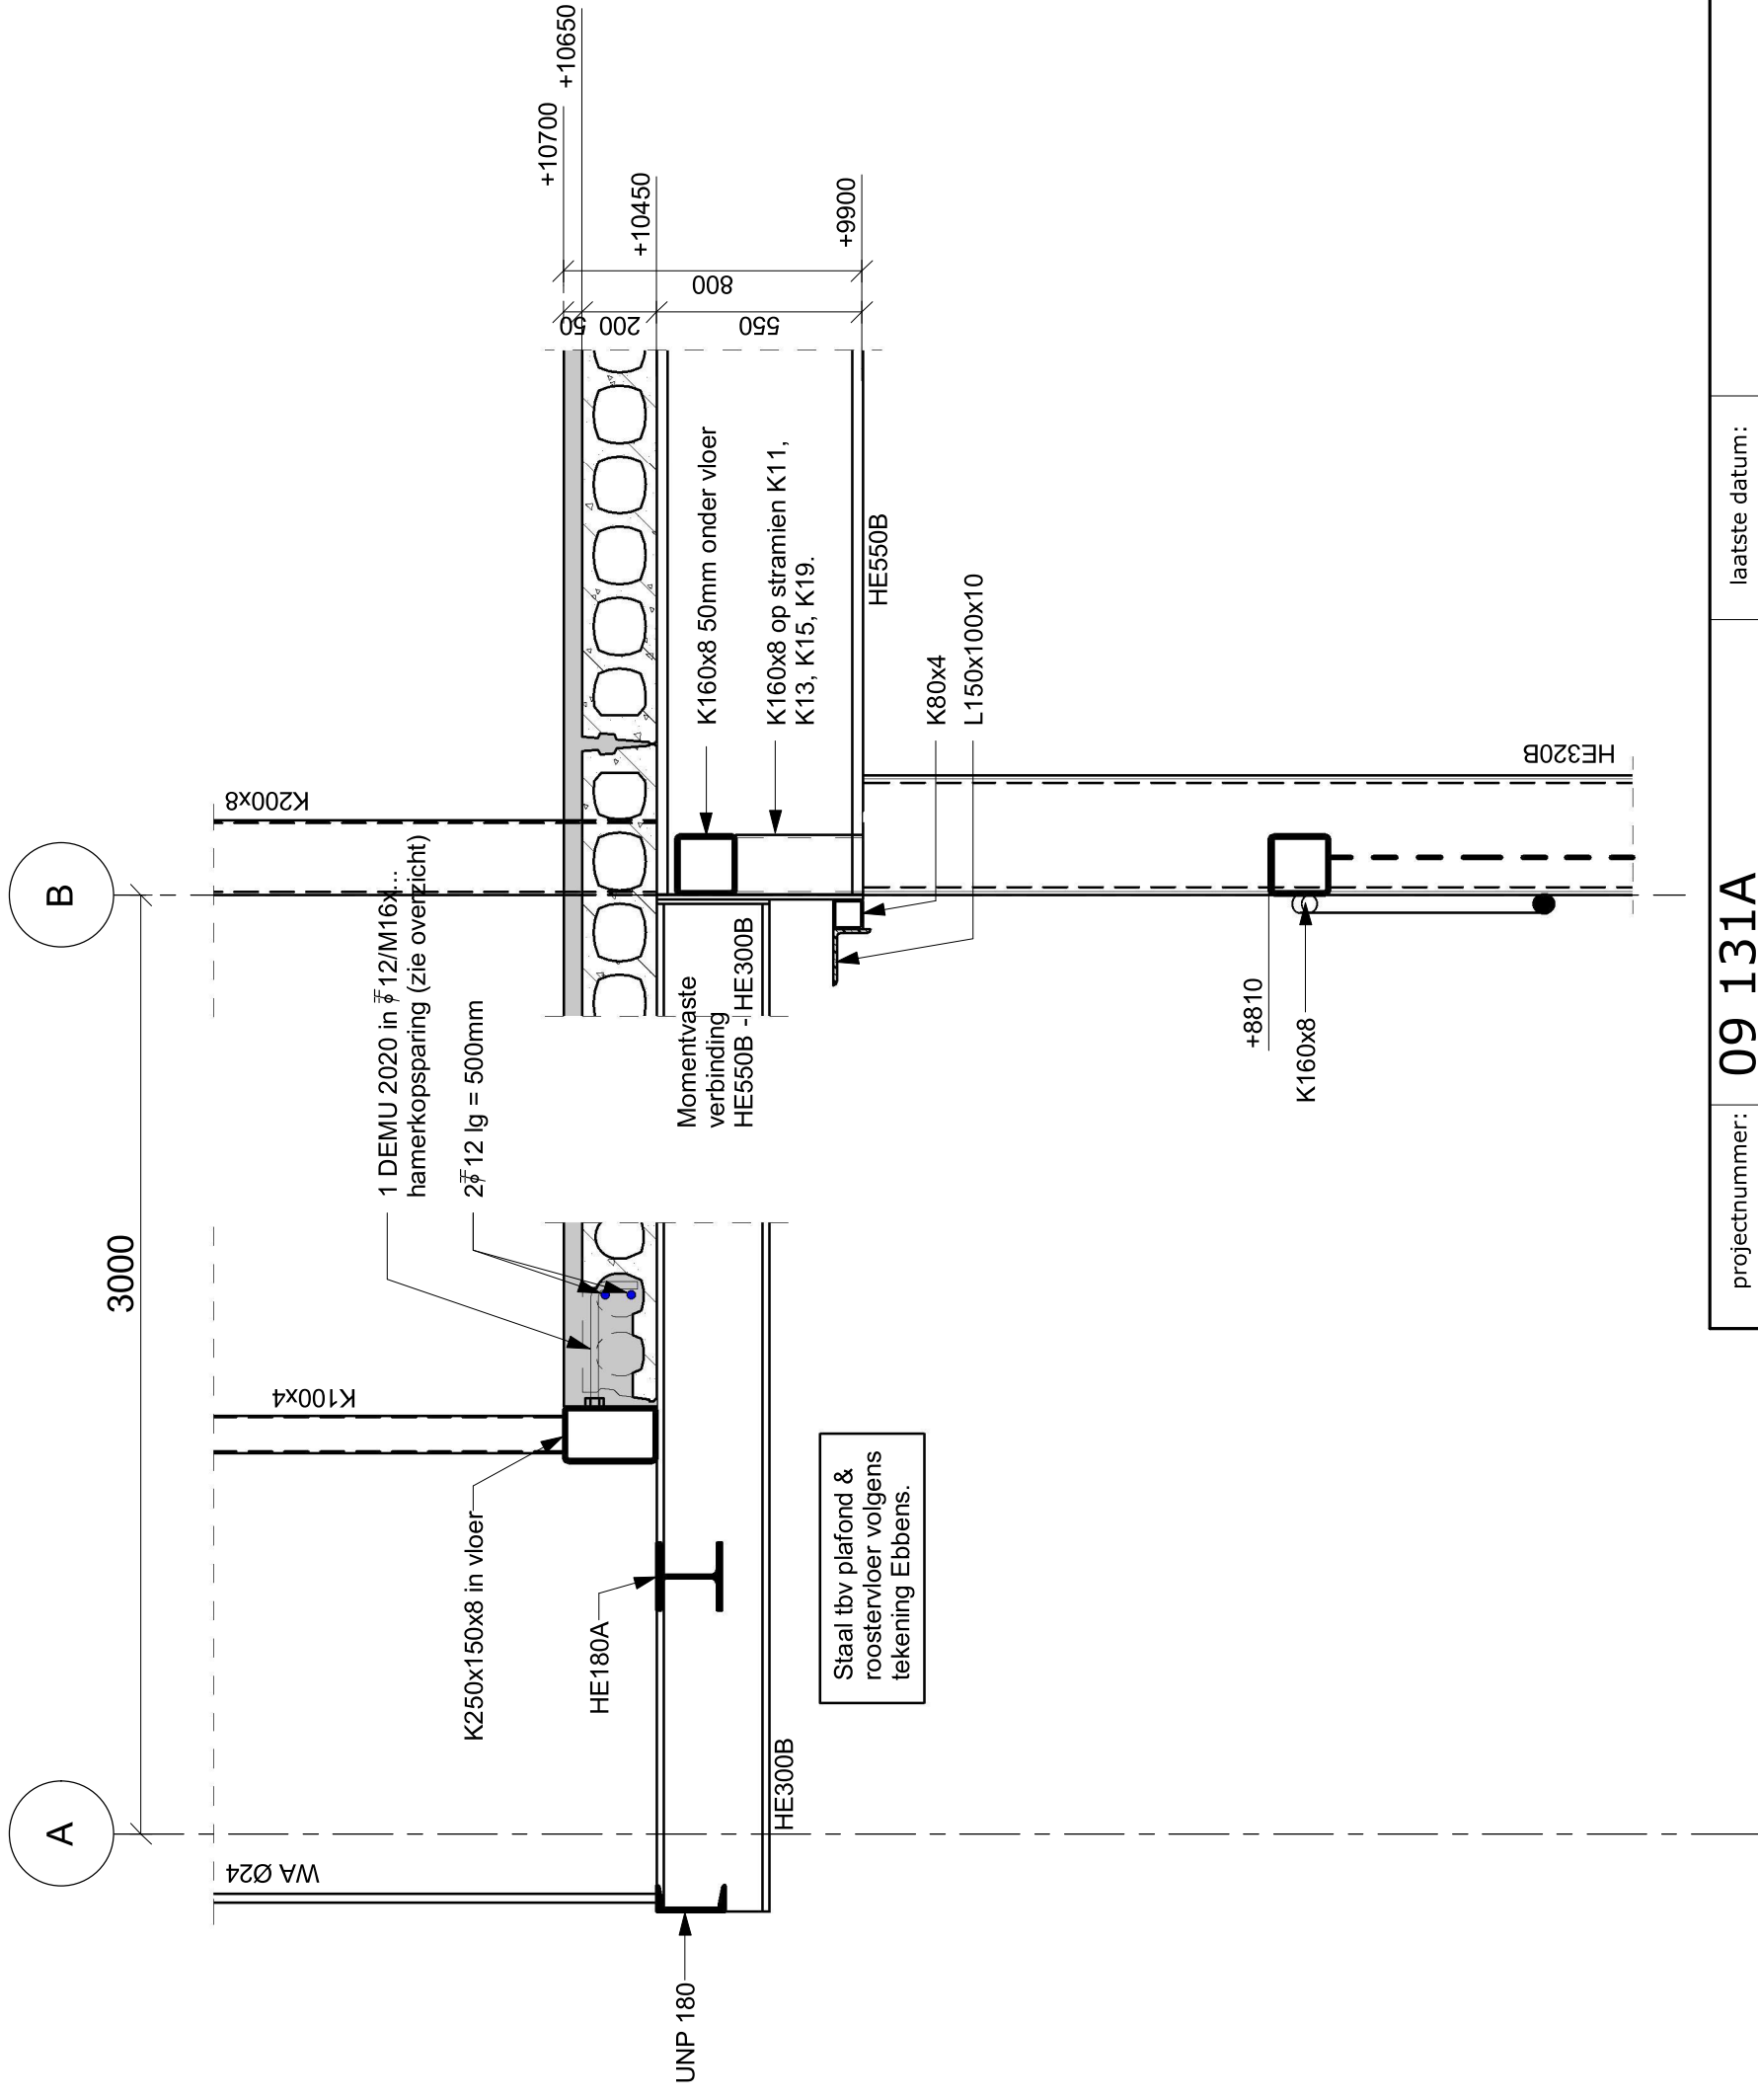 A
B
3000
WA Ø24
K100x4
K200x8
+10700
+10650
+10450
+9900
800
50
200
550
1 DEMU 2020 in 12/M16x...
hamerkopsparing (zie overzicht)
2 12 lg = 500mm
K250x150x8 in vloer
HE180A
UNP 180
HE300B
Momentvaste
verbinding
HE550B - HE300B
K160x8 50mm onder vloer
K160x8 op stramien K11,
K13, K15, K19.
HE550B
K80x4
L150x100x10
HE320B
Staal tbv plafond &
roostervloer volgens
tekening Ebbens.
+8810
K160x8
projectnummer:
09 131A
laatste datum: